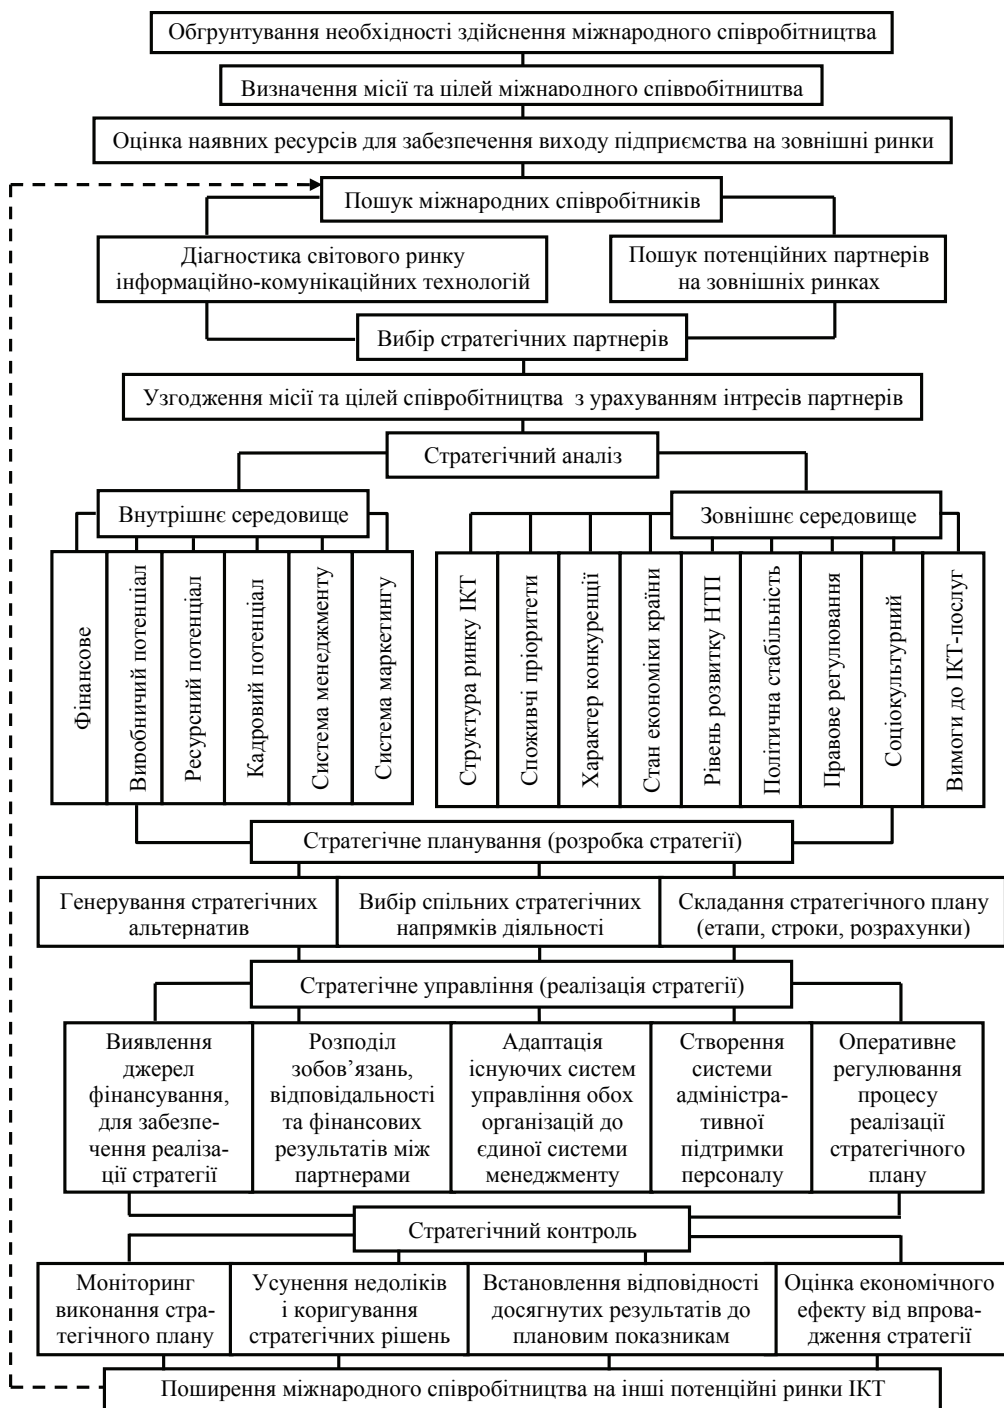 Обгрунтування необхідності здійснення міжнародного співробітництва
Визначення місії та цілей міжнародного співробітництва
Оцінка наявних ресурсів для забезпечення виходу підприємства на зовнішні ринки
Пошук міжнародних співробітників
Діагностика світового ринку
інформаційно-комунікаційних технологій
Пошук потенційних партнерів
на зовнішніх ринках
Вибір стратегічних партнерів
Узгодження місії та цілей співробітництва з урахуванням інтресів партнерів
Стратегічний аналіз
Внутрішнє середовище
Зовнішнє середовище
Фінансове
Виробничий потенціал
Ресурсний потенціал
Кадровий потенціал
Система менеджменту
Система маркетингу
Структура ринку ІКТ
Споживчі пріоритети
Характер конкуренції
Стан економіки країни
Рівень розвитку НТП
Політична стабільність
Правове регулювання
Соціокультурний
Вимоги до ІКТ-послуг
Стратегічне планування (розробка стратегії)
Генерування стратегічних
альтернатив
Вибір спільних стратегічних
напрямків діяльності
Складання стратегічного плану
(етапи, строки, розрахунки)
Стратегічне управління (реалізація стратегії)
Виявлення
джерел
фінансування,
для забезпе-
чення реаліза-
ції стратегії
Розподіл
зобов’язань,
відповідальності
та фінансових
результатів між
партнерами
Адаптація
існуючих систем
управління обох
організацій до
єдиної системи
менеджменту
Створення
системи
адміністра-
тивної
підтримки
персоналу
Оперативне
регулювання
процесу
реалізації
стратегічного
плану
Стратегічний контроль
Моніторинг
виконання стра-
тегічного плану
Усунення недоліків
і коригування
стратегічних рішень
Встановлення відповідності
досягнутих результатів до
плановим показникам
Оцінка економічного
ефекту від впрова-
дження стратегії
Поширення міжнародного співробітництва на інші потенційні ринки ІКТ